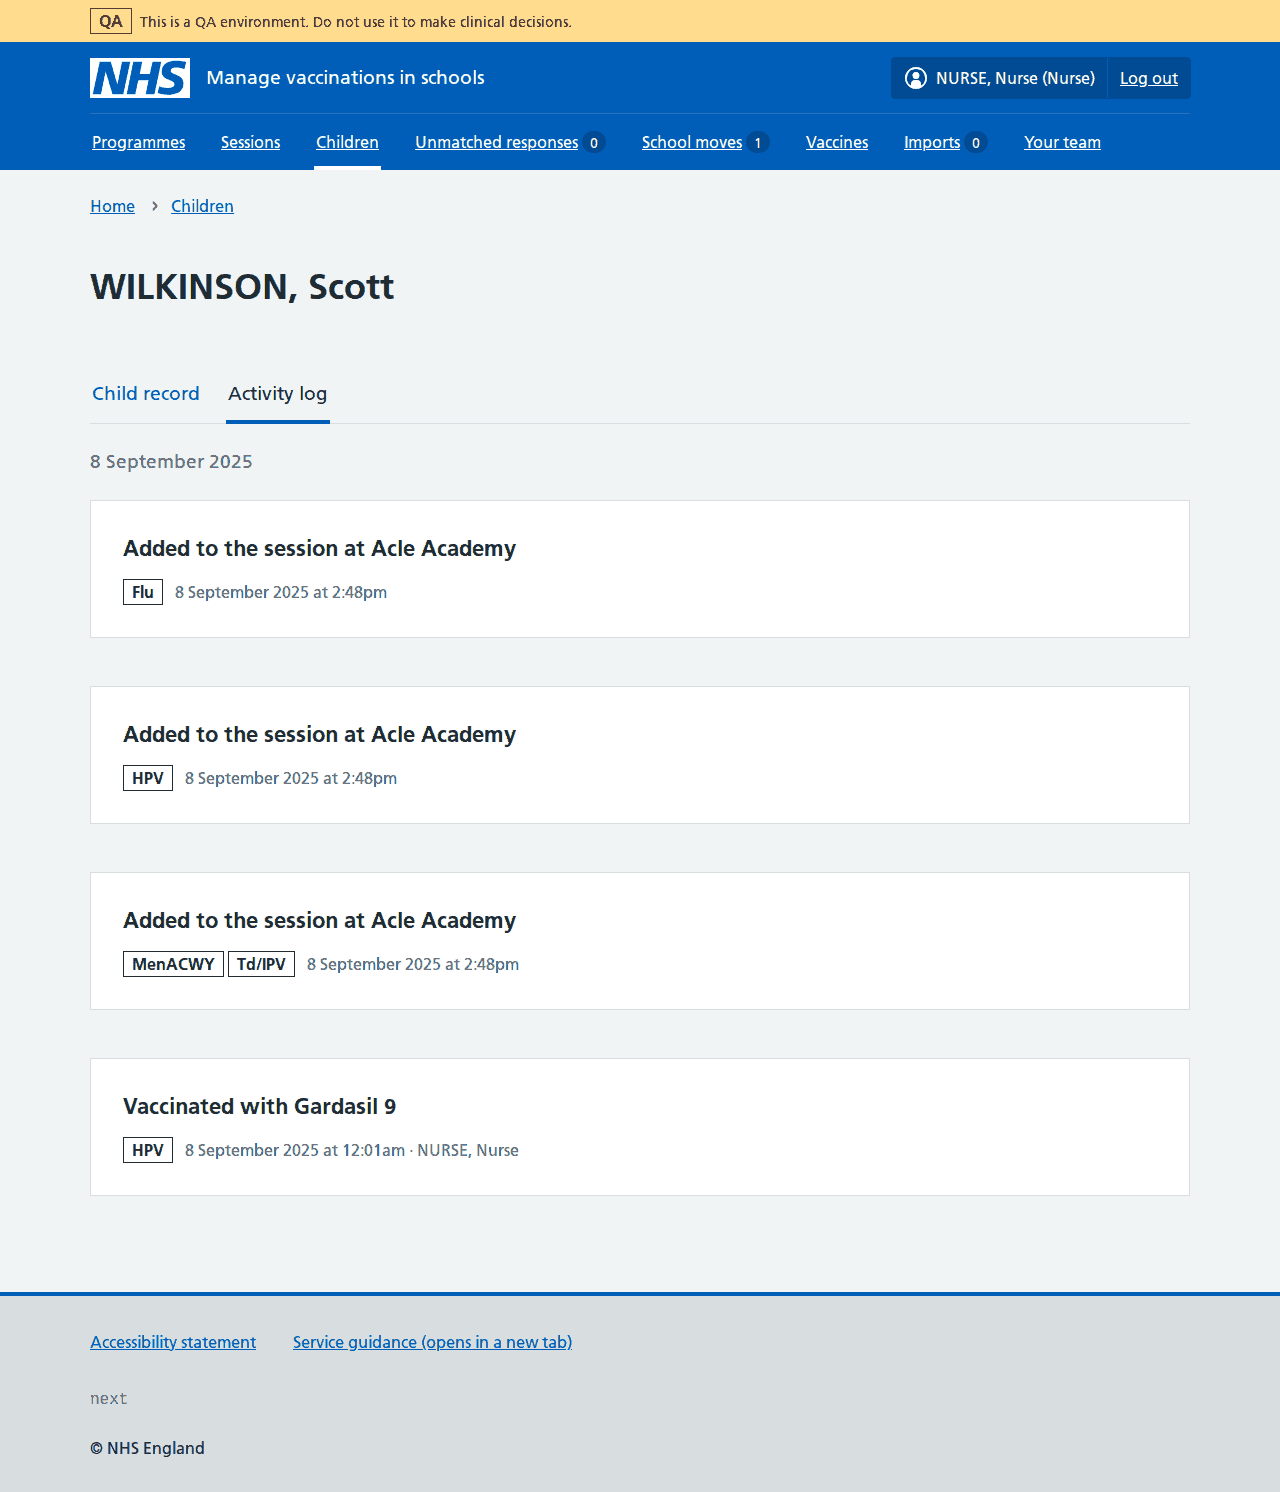 QA This is a QA environment. Do not use it to make clinical decisions.
NHS Manage vaccinations in schools NURSE, Nurse (Nurse) Log out
Programmes Sessions Children Unmatched responses 0 School moves 1 Vaccines Imports 0 Your team
Home › Children
WILKINSON, Scott
Child record Activity log
8 September 2025
Added to the session at Acle Academy
Flu 8 September 2025 at 2:48pm
Added to the session at Acle Academy
HPV 8 September 2025 at 2:48pm
Added to the session at Acle Academy
MenACWY Td/IPV 8 September 2025 at 2:48pm
Vaccinated with Gardasil 9
HPV 8 September 2025 at 12:01am · NURSE, Nurse
Accessibility statement Service guidance (opens in a new tab)
next
© NHS England